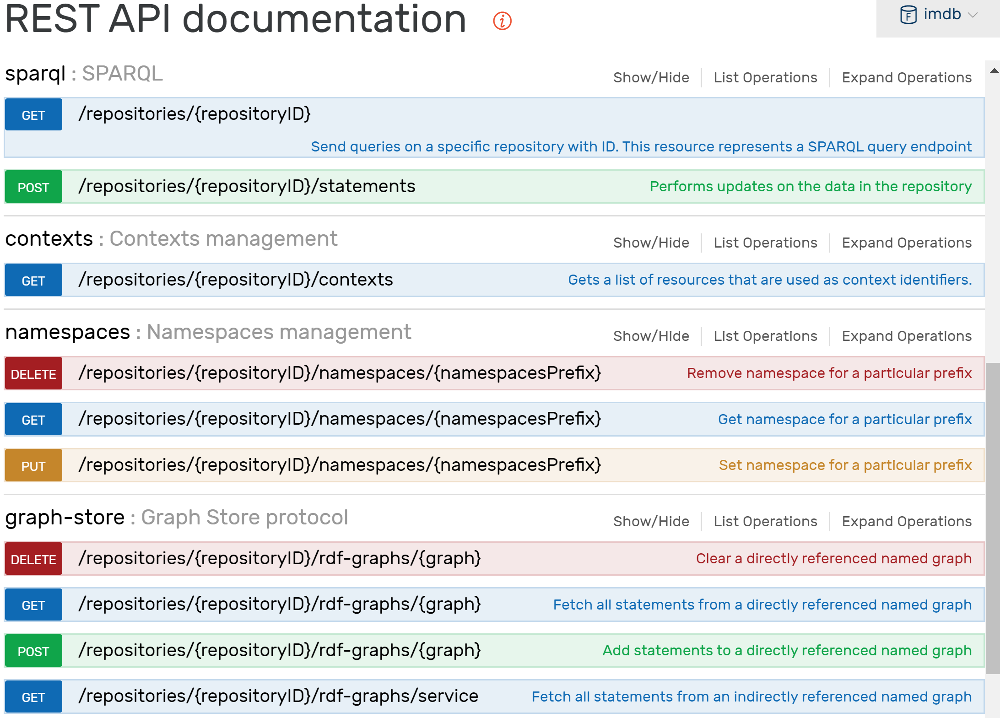 REST API documentation
imdb
sparql : SPARQL
Show/Hide List Operations Expand Operations
GET /repositories/{repositoryID}
Send queries on a specific repository with ID. This resource represents a SPARQL query endpoint
POST /repositories/{repositoryID}/statements Performs updates on the data in the repository
contexts : Contexts management
Show/Hide List Operations Expand Operations
GET /repositories/{repositoryID}/contexts Gets a list of resources that are used as context identifiers.
namespaces : Namespaces management
Show/Hide List Operations Expand Operations
DELETE /repositories/{repositoryID}/namespaces/{namespacesPrefix} Remove namespace for a particular prefix
GET /repositories/{repositoryID}/namespaces/{namespacesPrefix} Get namespace for a particular prefix
PUT /repositories/{repositoryID}/namespaces/{namespacesPrefix} Set namespace for a particular prefix
graph-store : Graph Store protocol
Show/Hide List Operations Expand Operations
DELETE /repositories/{repositoryID}/rdf-graphs/{graph} Clear a directly referenced named graph
GET /repositories/{repositoryID}/rdf-graphs/{graph} Fetch all statements from a directly referenced named graph
POST /repositories/{repositoryID}/rdf-graphs/{graph} Add statements to a directly referenced named graph
GET /repositories/{repositoryID}/rdf-graphs/service Fetch all statements from an indirectly referenced named graph